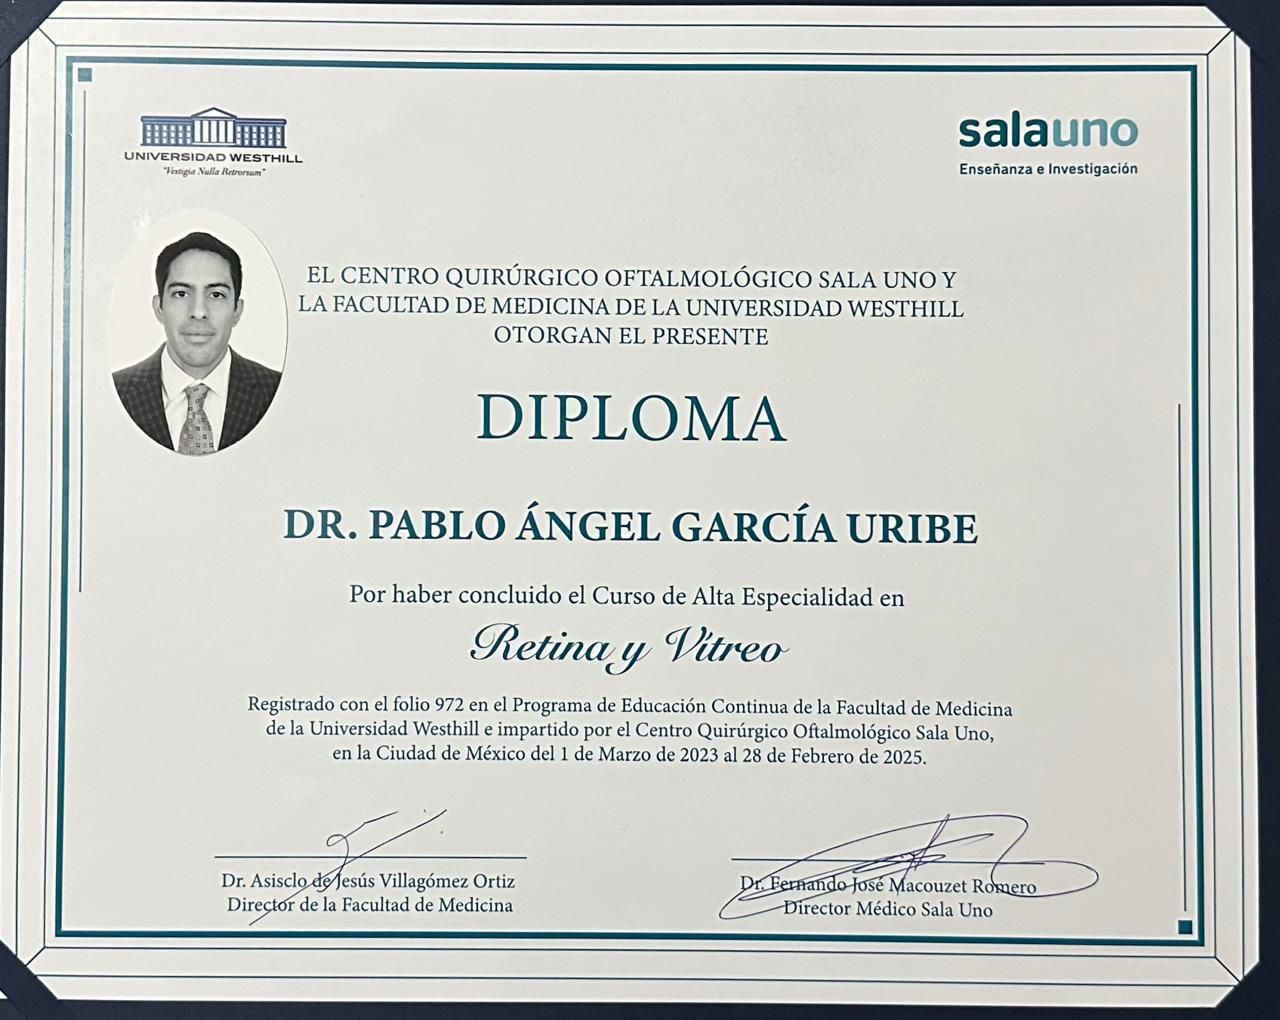 UNIVERSIDAD WESTHILL
"Vestigia Nulla Retrorsum"
salauno
Enseñanza e Investigación
EL CENTRO QUIRÚRGICO OFTALMOLÓGICO SALA UNO Y
LA FACULTAD DE MEDICINA DE LA UNIVERSIDAD WESTHILL
OTORGAN EL PRESENTE
DIPLOMA
DR. PABLO ÁNGEL GARCÍA URIBE
Por haber concluido el Curso de Alta Especialidad en
Retina y Vítreo
Registrado con el folio 972 en el Programa de Educación Continua de la Facultad de Medicina
de la Universidad Westhill e impartido por el Centro Quirúrgico Oftalmológico Sala Uno,
en la Ciudad de México del 1 de Marzo de 2023 al 28 de Febrero de 2025.
Dr. Asisclo de Jesús Villagómez Ortiz
Director de la Facultad de Medicina
Dr. Fernando José Macouzet Romero
Director Médico Sala Uno